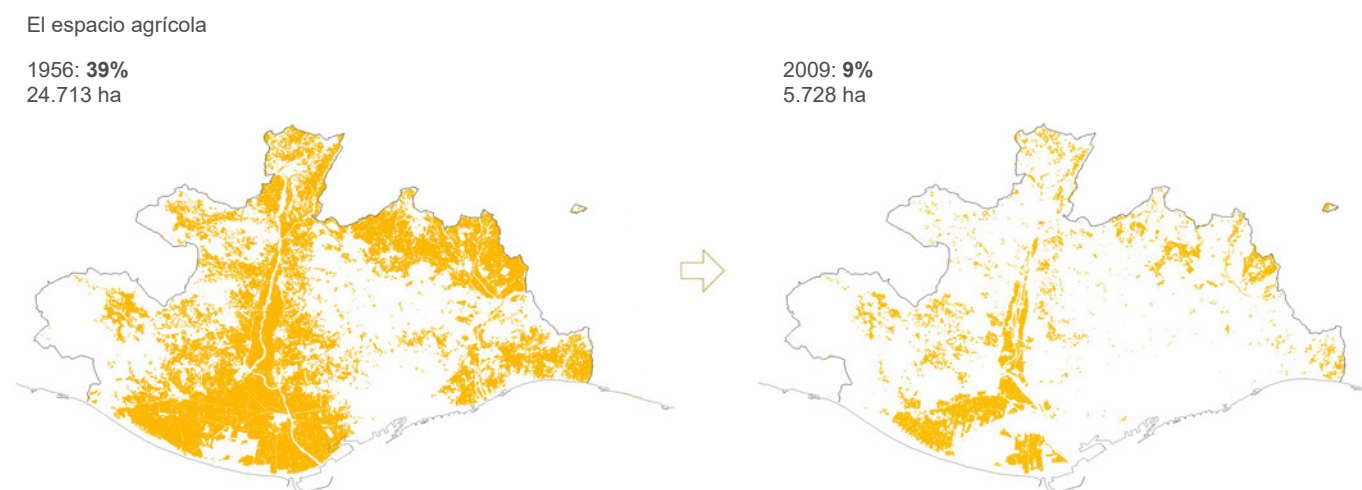 El espacio agrícola
1956: 39%
24.713 ha
2009: 9%
5.728 ha